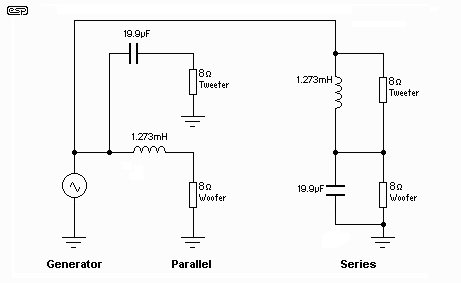 esp
19.9µF
8Ω
Tweeter
1.273mH
8Ω
Tweeter
1.273mH
8Ω
Woofer
19.9µF
8Ω
Woofer
Generator
Parallel
Series